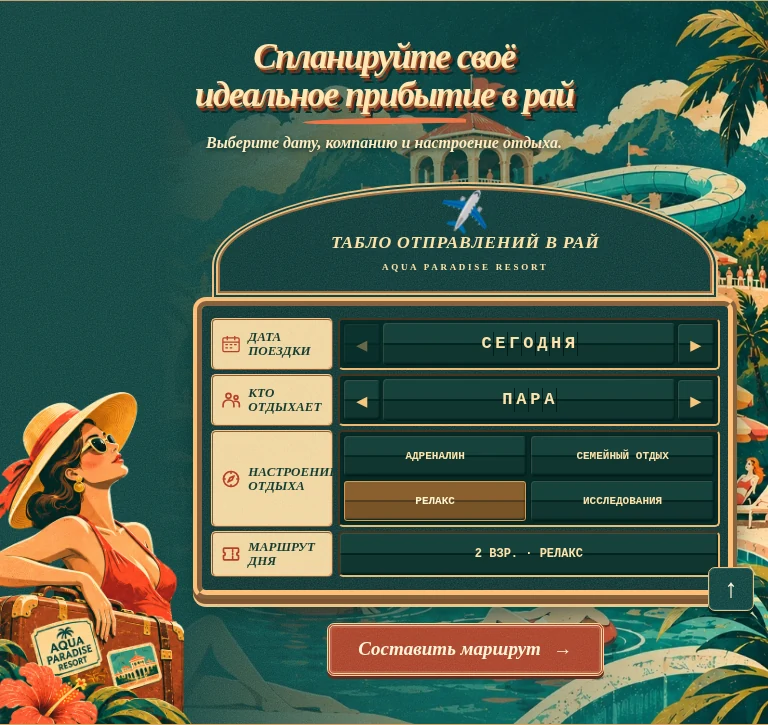 Спланируйте своё
идеальное прибытие в рай
Выберите дату, компанию и настроение отдыха.
ТАБЛО ОТПРАВЛЕНИЙ В РАЙ
AQUA PARADISE RESORT
ДАТА
ПОЕЗДКИ
СЕГОДНЯ
КТО
ОТДЫХАЕТ
ПАРА
НАСТРОЕНИЕ
ОТДЫХА
АДРЕНАЛИН
СЕМЕЙНЫЙ ОТДЫХ
РЕЛАКС
ИССЛЕДОВАНИЯ
МАРШРУТ
ДНЯ
2 ВЗР. · РЕЛАКС
Составить маршрут →
AQUA
PARADISE
RESORT